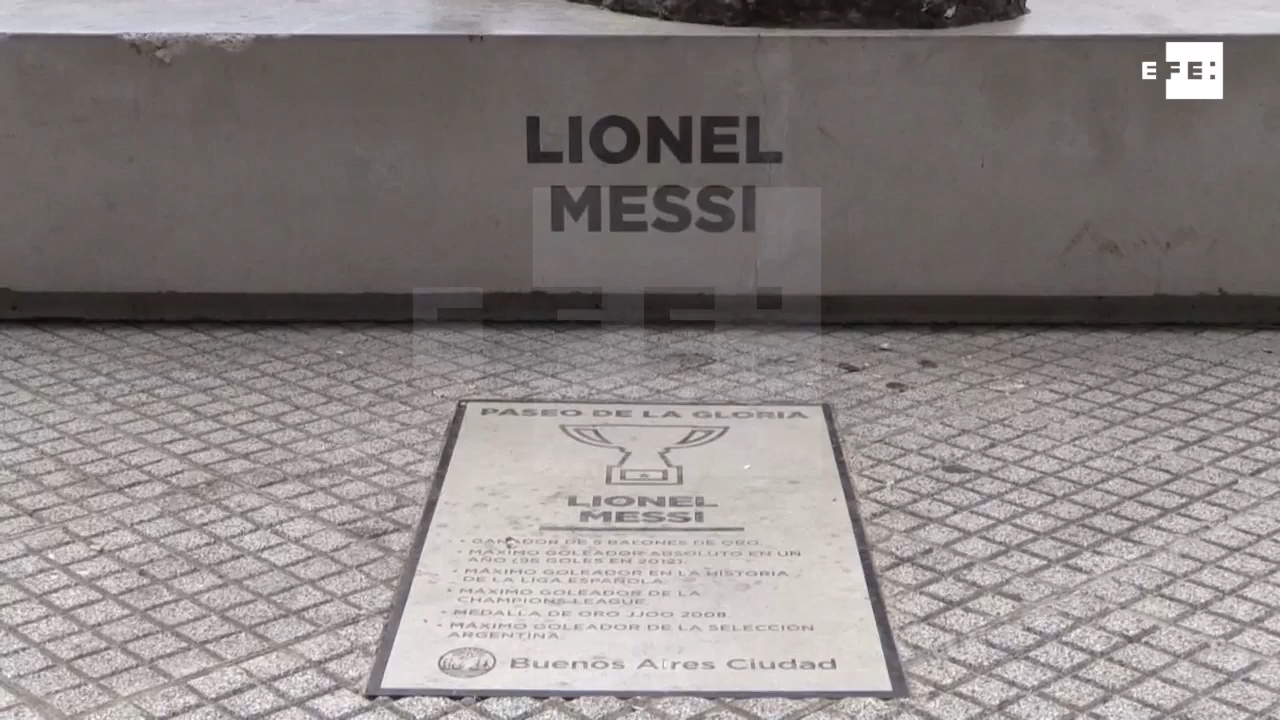 EFE:
LIONEL
MESSI
EFE:
PASEO DE LA GLORIA
LIONEL
MESSI
• GANADOR DE 5 BALONES DE ORO.
• MÁXIMO GOLEADOR ABSOLUTO EN UN
AÑO (96 GOLES EN 2012).
• MÁXIMO GOLEADOR EN LA HISTORIA
DE LA LIGA ESPAÑOLA.
• MÁXIMO GOLEADOR DE LA
CHAMPIONS LEAGUE.
• MEDALLA DE ORO JJOO 2008.
• MÁXIMO GOLEADOR DE LA SELECCIÓN
ARGENTINA.
Buenos Aires Ciudad